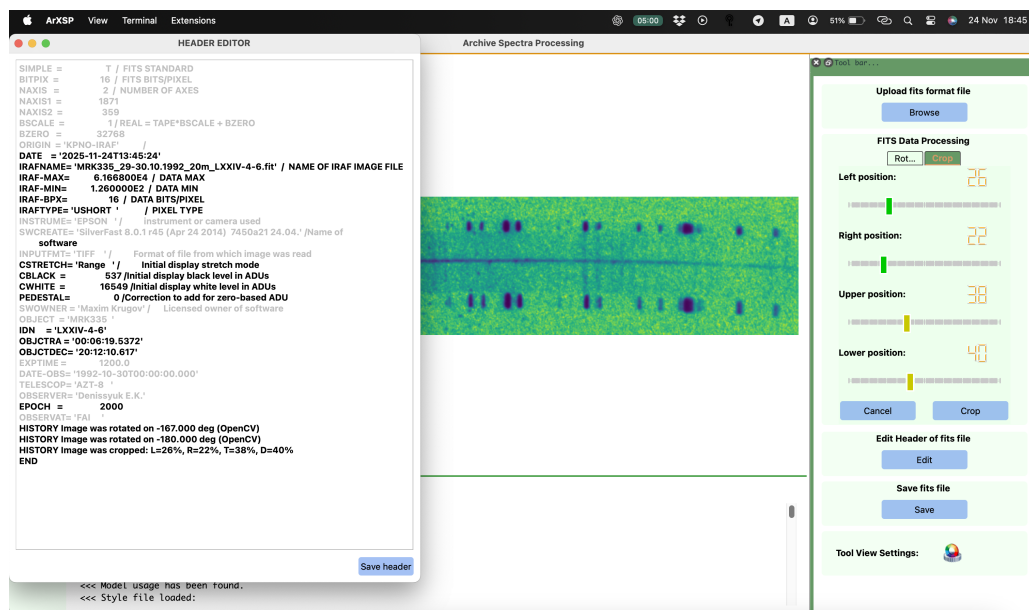 ArXSP View Terminal Extensions 05:00 A 51% 24 Nov 18:45
HEADER EDITOR
Archive Spectra Processing
SIMPLE = T / FITS STANDARD
BITPIX = 16 / FITS BITS/PIXEL
NAXIS = 2 / NUMBER OF AXES
NAXIS1 = 1871
NAXIS2 = 359
BSCALE = 1 / REAL = TAPE*BSCALE + BZERO
BZERO = 32768
ORIGIN = 'KPNO-IRAF' /
DATE = '2025-11-24T13:45:24'
IRAFNAME= 'MRK335_29-30.10.1992_20m_LXXIV-4-6.fit' / NAME OF IRAF IMAGE FILE
IRAF-MAX= 6.166800E4 / DATA MAX
IRAF-MIN= 1.260000E2 / DATA MIN
IRAF-BPX= 16 / DATA BITS/PIXEL
IRAFTYPE= 'USHORT ' / PIXEL TYPE
INSTRUME= 'EPSON ' / instrument or camera used
SWCREATE= 'SilverFast 8.0.1 r45 (Apr 24 2014) 7450a21 24.04.' /Name of
software
INPUTFMT= 'TIFF ' / Format of file from which image was read
CSTRETCH= 'Range ' / Initial display stretch mode
CBLACK = 537 /Initial display black level in ADUs
CWHITE = 16549 /Initial display white level in ADUs
PEDESTAL= 0 /Correction to add for zero-based ADU
SWOWNER = 'Maxim Krugov' / Licensed owner of software
OBJECT = 'MRK335 '
IDN = 'LXXIV-4-6'
OBJCTRA = '00:06:19.5372'
OBJCTDEC= '20:12:10.617'
EXPTIME = 1200.0
DATE-OBS= '1992-10-30T00:00:00.000'
TELESCOP= 'AZT-8 '
OBSERVER= 'Denissyuk E.K.'
EPOCH = 2000
OBSERVAT= 'FAI '
HISTORY Image was rotated on -167.000 deg (OpenCV)
HISTORY Image was rotated on -180.000 deg (OpenCV)
HISTORY Image was cropped: L=26%, R=22%, T=38%, D=40%
END
Save header
<<< Model usage has been found.
<<< Style file loaded:
Tool bar...
Upload fits format file
Browse
FITS Data Processing
Rot... Crop
Left position: 26
Right position: 22
Upper position: 38
Lower position: 40
Cancel Crop
Edit Header of fits file
Edit
Save fits file
Save
Tool View Settings: